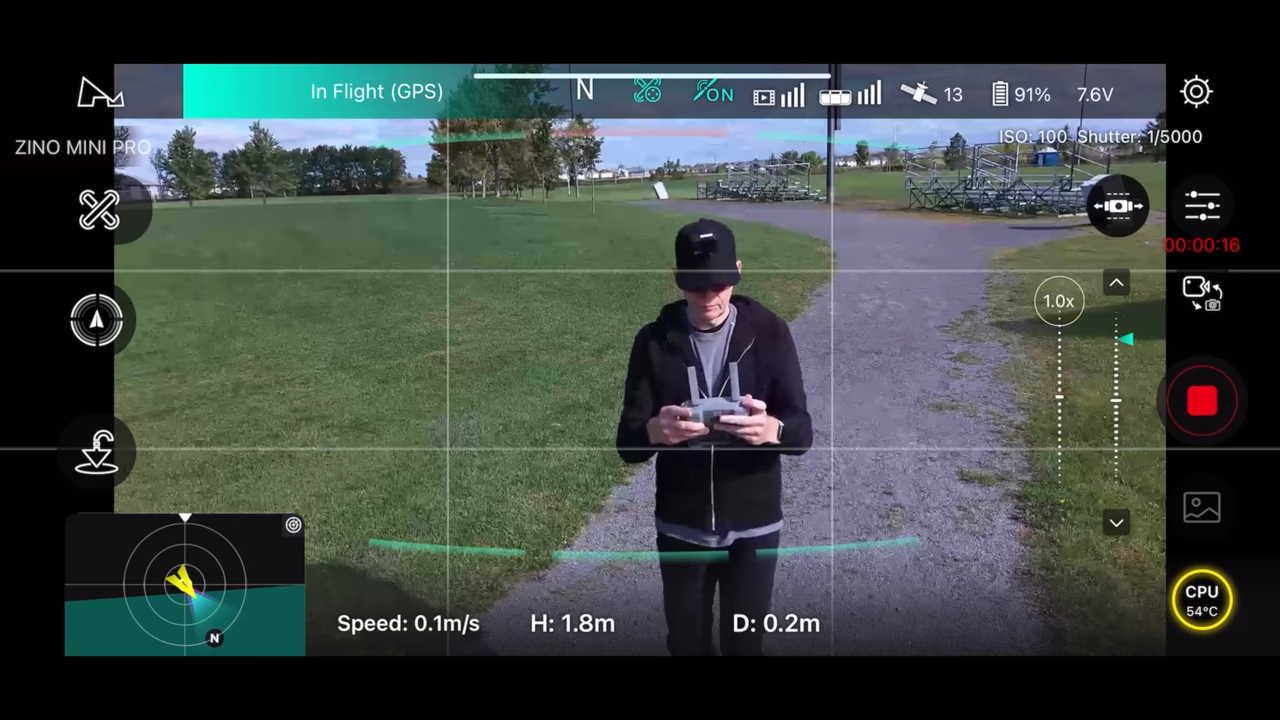 In Flight (GPS)
N
ON
13
91%
7.6V
ZINO MINI PRO
ISO: 100 Shutter: 1/5000
00:00:16
1.0x
Speed: 0.1m/s
H: 1.8m
D: 0.2m
CPU
54°C
N